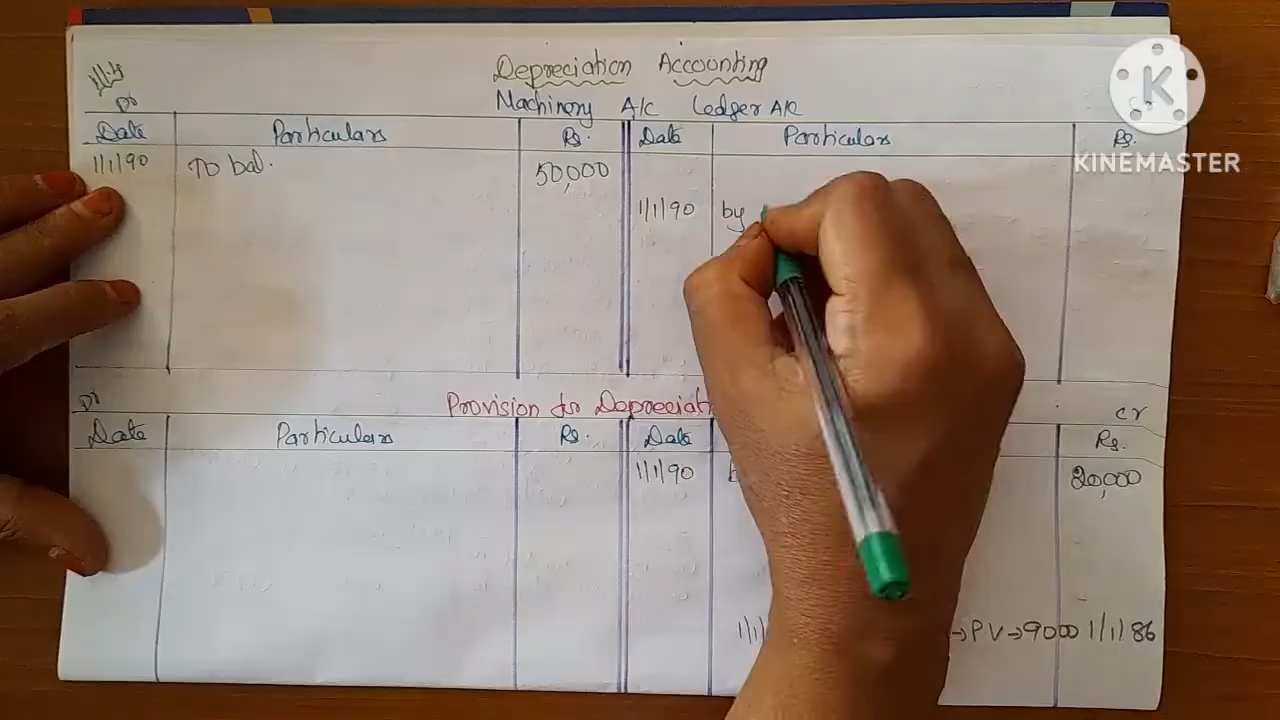 Depreciation Accounting
Machinery A/c Ledger A/c
Dr
Date Particulars Rs. Date Particulars Rs.
1/1/90 To bal. 50,000
1/1/90 by
Dr Provision for Depreciati Cr
Date Particulars Rs. Date Rs.
1/1/90 20,000
→PV→9000 1/1/86
K
KINEMASTER